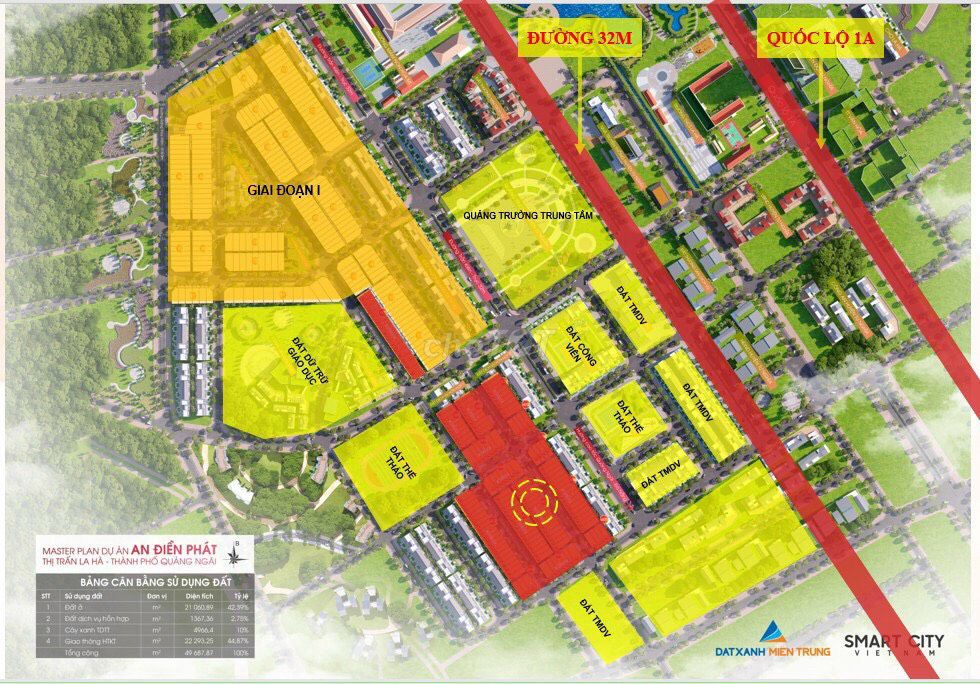 ĐƯỜNG 32M
QUỐC LỘ 1A
GIAI ĐOẠN I
QUẢNG TRƯỜNG TRUNG TÂM
ĐẤT TMDV
ĐẤT CÔNG
VIÊN
ĐẤT DỰ TRỮ
GIÁO DỤC
ĐẤT TMDV
ĐẤT THỂ
THAO
ĐẤT THỂ
THAO
ĐẤT TMDV
ĐẤT TMDV
MASTER PLAN DỰ ÁN AN ĐIỀN PHÁT
THỊ TRẤN LA HÀ - THÀNH PHỐ QUẢNG NGÃI
B
BẢNG CÂN BẰNG SỬ DỤNG ĐẤT
STT Sử dụng đất Đơn vị Diện tích Tỷ lệ
1 Đất ở m² 21 060,89 42,39%
2 Đất dịch vụ hỗn hợp m² 1367,36 2,75%
3 Cây xanh TDTT m² 4966,4 10%
4 Giao thông HTKT m² 22 293,25 44,87%
Tổng cộng m² 49 687,87 100%
DATXANH MIEN TRUNG
SMART CITY
VIETNAM